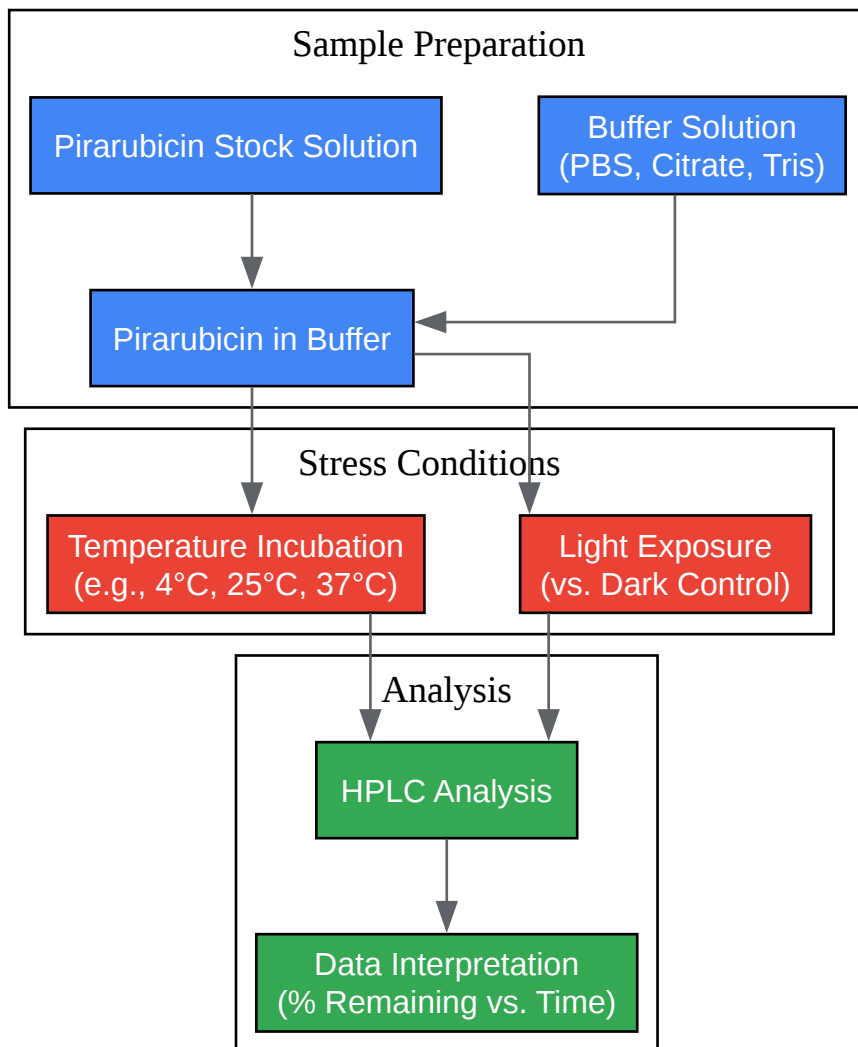 Sample Preparation
Pirarubicin Stock Solution
Buffer Solution
(PBS, Citrate, Tris)
Pirarubicin in Buffer
Stress Conditions
Temperature Incubation
(e.g., 4°C, 25°C, 37°C)
Light Exposure
(vs. Dark Control)
Analysis
HPLC Analysis
Data Interpretation
(% Remaining vs. Time)